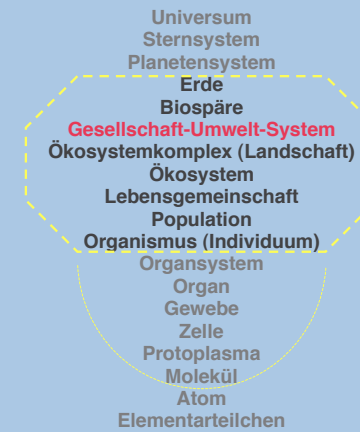 Universum
Sternsystem
Planetensystem
Erde
Biospäre
Gesellschaft-Umwelt-System
Ökosystemkomplex (Landschaft)
Ökosystem
Lebensgemeinschaft
Population
Organismus (Individuum)
Organsystem
Organ
Gewebe
Zelle
Protoplasma
Molekül
Atom
Elementarteilchen